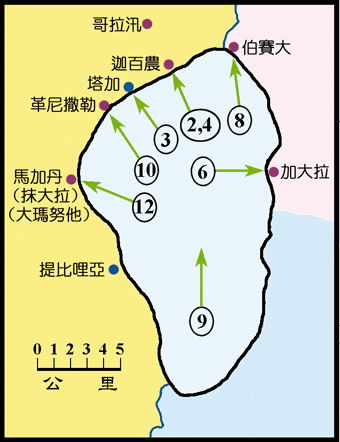 哥拉汛
伯賽大
迦百農
塔加
革尼撒勒
2,4
8
3
10
6
加大拉
馬加丹
(抹大拉)
(大瑪努他)
12
提比哩亞
9
0 1 2 3 4 5
公 里